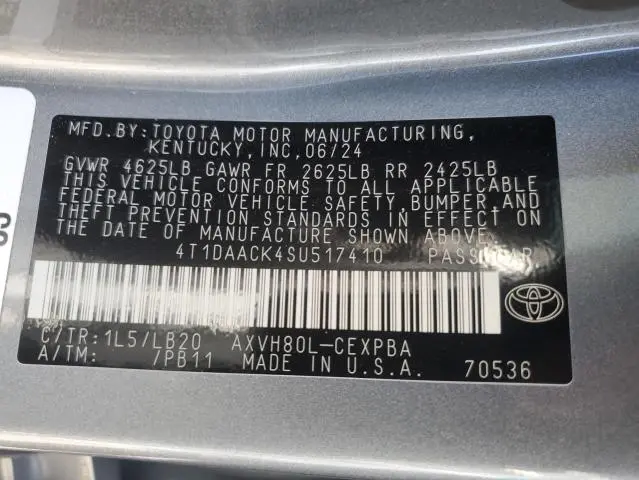 MFD.BY:TOYOTA MOTOR MANUFACTURING,
KENTUCKY,INC.06/24
GVWR 4625LB GAWR FR 2625LB RR 2425LB
THIS VEHICLE CONFORMS TO ALL APPLICABLE
FEDERAL MOTOR VEHICLE SAFETY,BUMPER,AND
THEFT PREVENTION STANDARDS IN EFFECT ON
THE DATE OF MANUFACTURE SHOWN ABOVE.
4T1DAACK4SU517410 PASS CAR
C/TR:1L5/LB20 AXVH80L-CEXPBA
A/TM: /PB11 MADE IN U.S.A. 70536